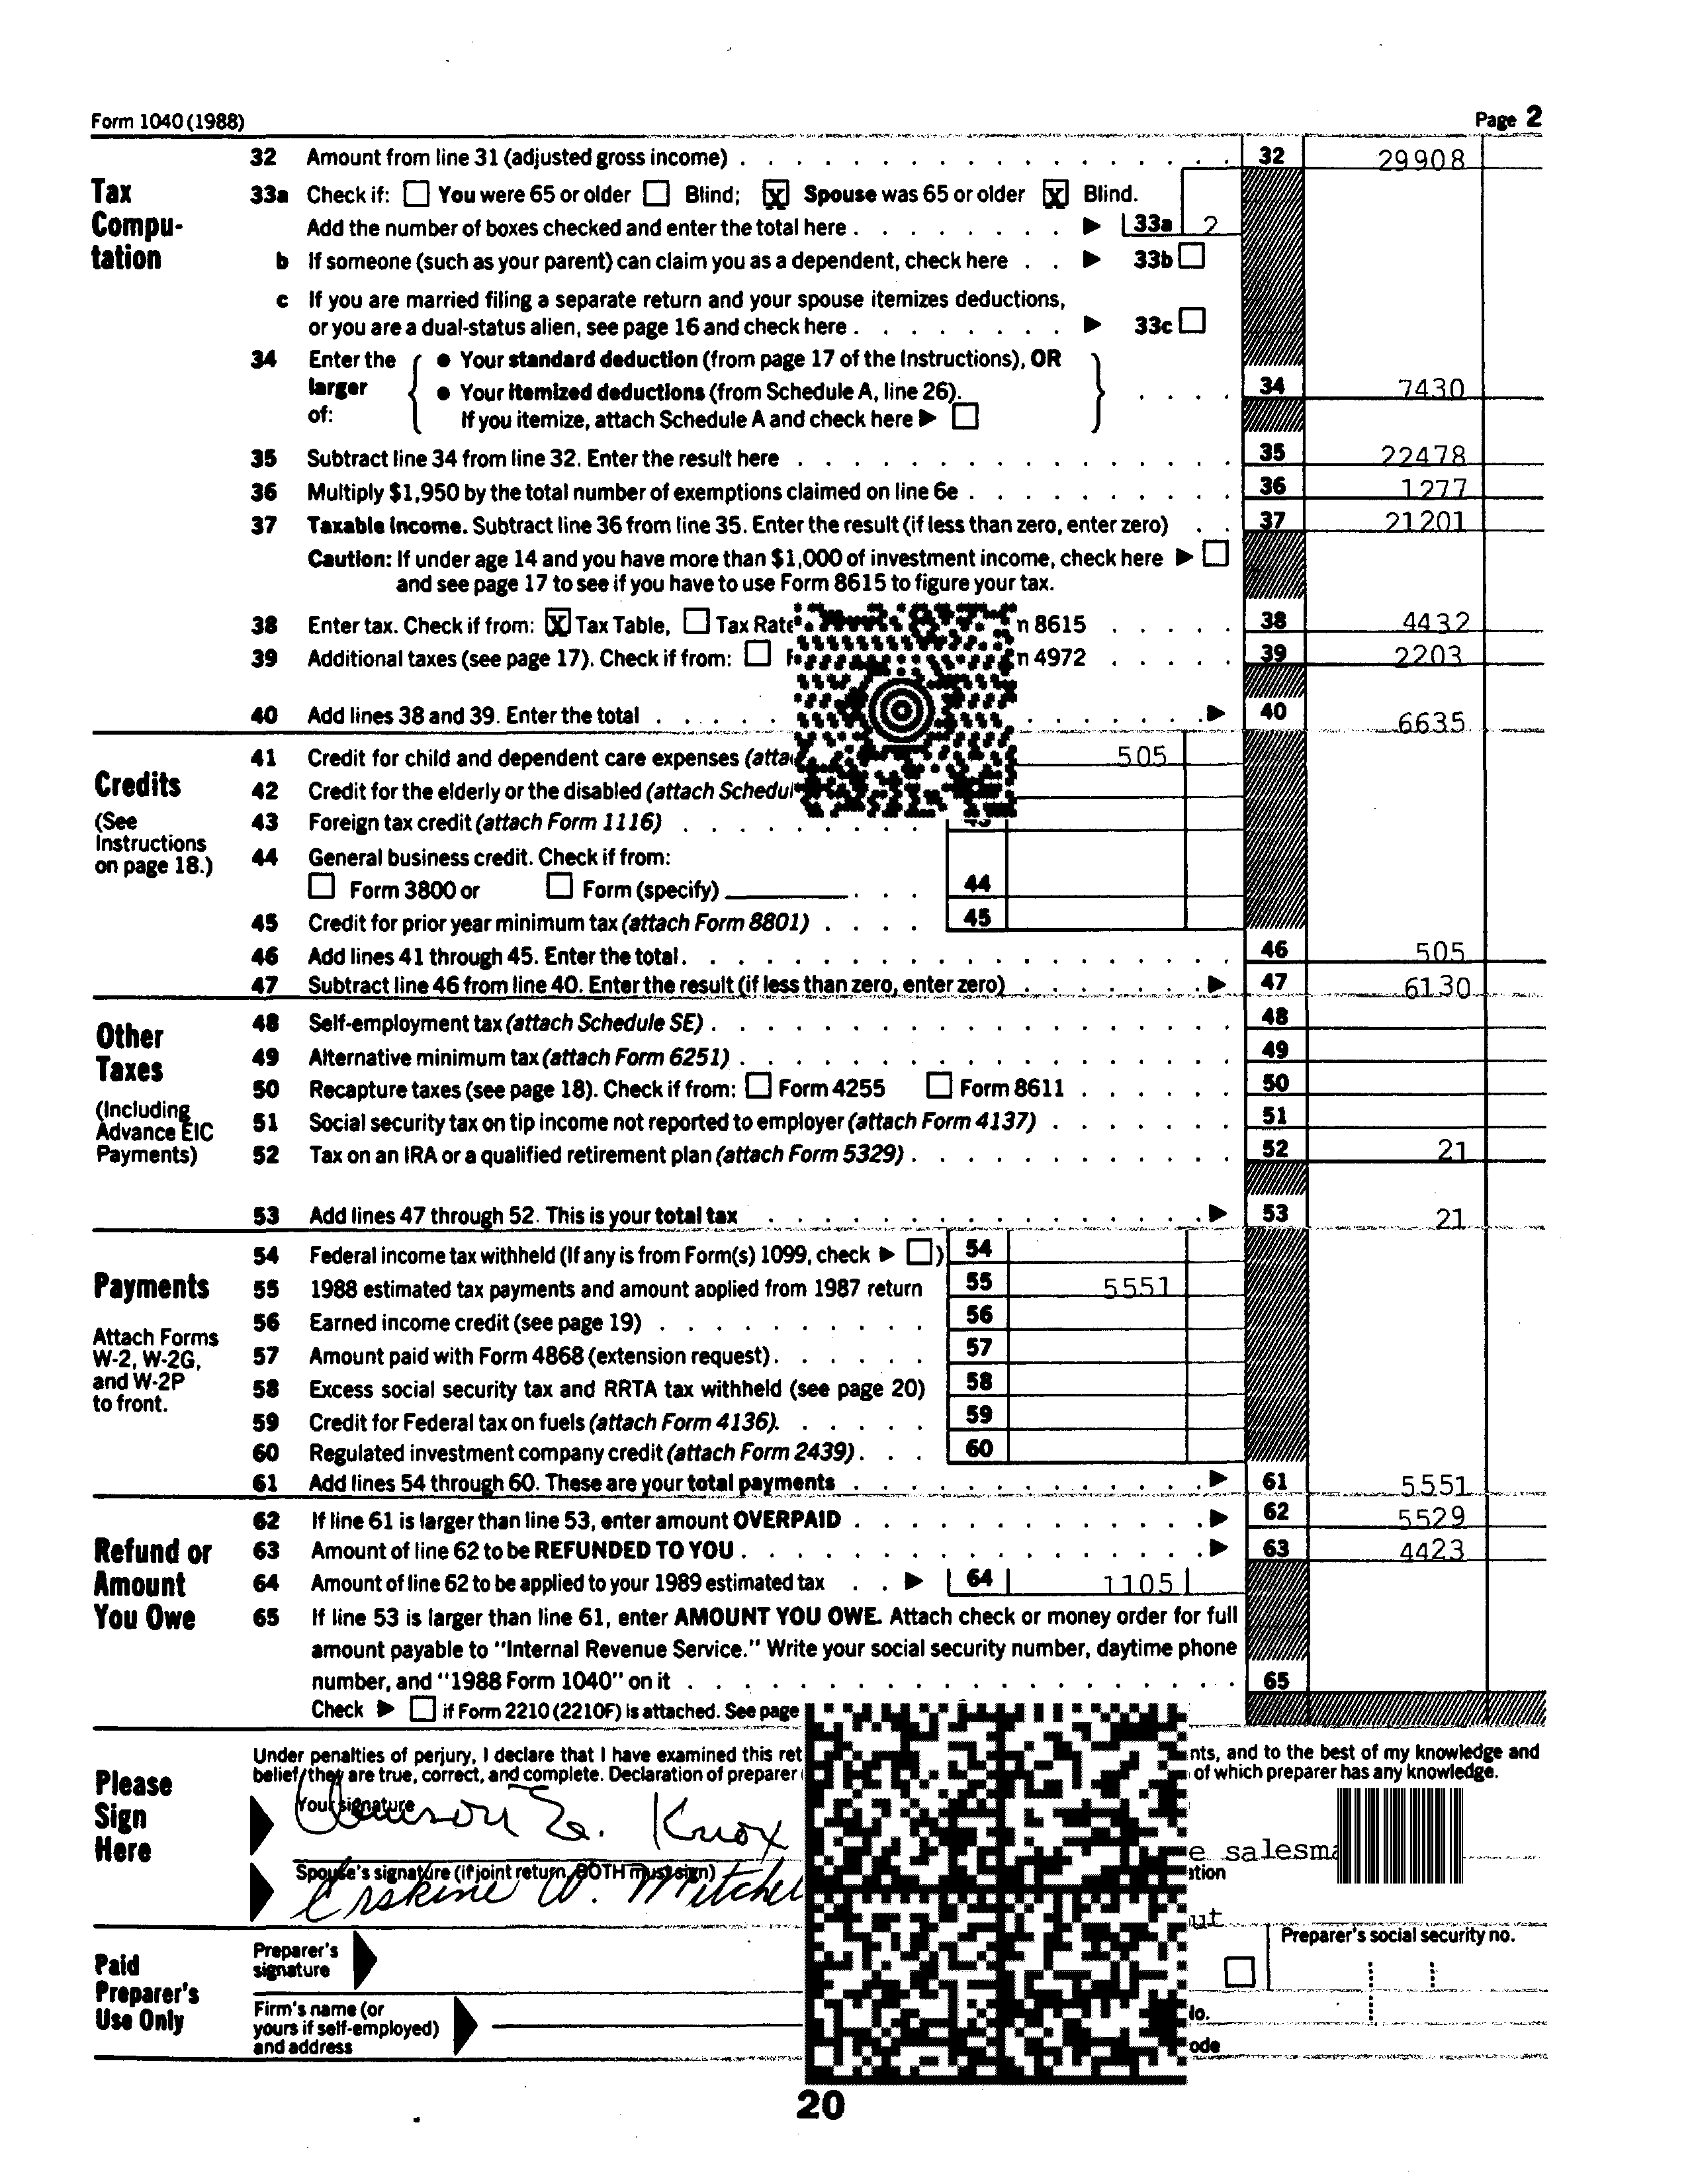 Form 1040 (1988) Page 2
32 Amount from line 31 (adjusted gross income) 32 29908
Tax Compu-tation
33a Check if: You were 65 or older Blind; X Spouse was 65 or older X Blind.
Add the number of boxes checked and enter the total here 33a 2
b If someone (such as your parent) can claim you as a dependent, check here 33b
c If you are married filing a separate return and your spouse itemizes deductions,
or you are a dual-status alien, see page 16 and check here 33c
34 Enter the larger of:
● Your standard deduction (from page 17 of the Instructions), OR
● Your itemized deductions (from Schedule A, line 26).
If you itemize, attach Schedule A and check here
34 7430
35 Subtract line 34 from line 32. Enter the result here 35 22478
36 Multiply $1,950 by the total number of exemptions claimed on line 6e 36 1277
37 Taxable income. Subtract line 36 from line 35. Enter the result (if less than zero, enter zero) 37 21201
Caution: If under age 14 and you have more than $1,000 of investment income, check here
and see page 17 to see if you have to use Form 8615 to figure your tax.
38 Enter tax. Check if from: X Tax Table, Tax Rate 8615 38 4432
39 Additional taxes (see page 17). Check if from: 4972 39 2203
40 Add lines 38 and 39. Enter the total 40 6635
Credits
(See Instructions on page 18.)
41 Credit for child and dependent care expenses 505
42 Credit for the elderly or the disabled (attach
43 Foreign tax credit (attach Form 1116)
44 General business credit. Check if from:
Form 3800 or Form (specify) 44
45 Credit for prior year minimum tax (attach Form 8801) 45
46 Add lines 41 through 45. Enter the total 46 505
47 Subtract line 46 from line 40. Enter the result (if less than zero, enter zero) 47 6130
Other Taxes
(Including Advance EIC Payments)
48 Self-employment tax (attach Schedule SE) 48
49 Alternative minimum tax (attach Form 6251) 49
50 Recapture taxes (see page 18). Check if from: Form 4255 Form 8611 50
51 Social security tax on tip income not reported to employer (attach Form 4137) 51
52 Tax on an IRA or a qualified retirement plan (attach Form 5329) 52 21
53 Add lines 47 through 52. This is your total tax 53 21
Payments
Attach Forms W-2, W-2G, and W-2P to front.
54 Federal income tax withheld (If any is from Form(s) 1099, check ) 54
55 1988 estimated tax payments and amount applied from 1987 return 55 5551
56 Earned income credit (see page 19) 56
57 Amount paid with Form 4868 (extension request) 57
58 Excess social security tax and RRTA tax withheld (see page 20) 58
59 Credit for Federal tax on fuels (attach Form 4136) 59
60 Regulated investment company credit (attach Form 2439) 60
61 Add lines 54 through 60. These are your total payments 61 5551
Refund or Amount You Owe
62 If line 61 is larger than line 53, enter amount OVERPAID 62 5529
63 Amount of line 62 to be REFUNDED TO YOU 63 4423
64 Amount of line 62 to be applied to your 1989 estimated tax 64 1105
65 If line 53 is larger than line 61, enter AMOUNT YOU OWE. Attach check or money order for full
amount payable to "Internal Revenue Service." Write your social security number, daytime phone
number, and "1988 Form 1040" on it 65
Check if Form 2210 (2210F) is attached. See page
Please Sign Here
Under penalties of perjury, I declare that I have examined this and to the best of my knowledge and
belief, they are true, correct, and complete. Declaration of preparer of which preparer has any knowledge.
Your signature
Knox
Spouse's signature (if joint return, BOTH must sign)
Erskine W.
Paid Preparer's Use Only
Preparer's signature
Preparer's social security no.
Firm's name (or yours if self-employed) and address
20